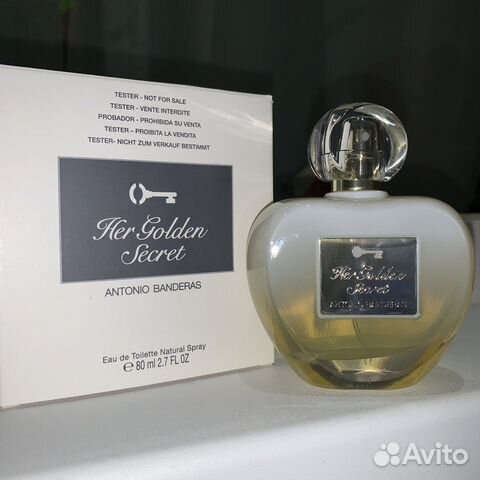 TESTER - NOT FOR SALE
TESTER - VENTE INTERDITE
PROBADOR - PROHIBIDA SU VENTA
TESTER - PROIBITA LA VENDITA
TESTER- NICHT ZUM VERKAUF BESTIMMT
Her Golden
Secret
ANTONIO BANDERAS
Eau de Toilette Natural Spray
e 80 ml 2.7 FL OZ
Her Golden
Secret
ANTONIO BANDERAS
Avito